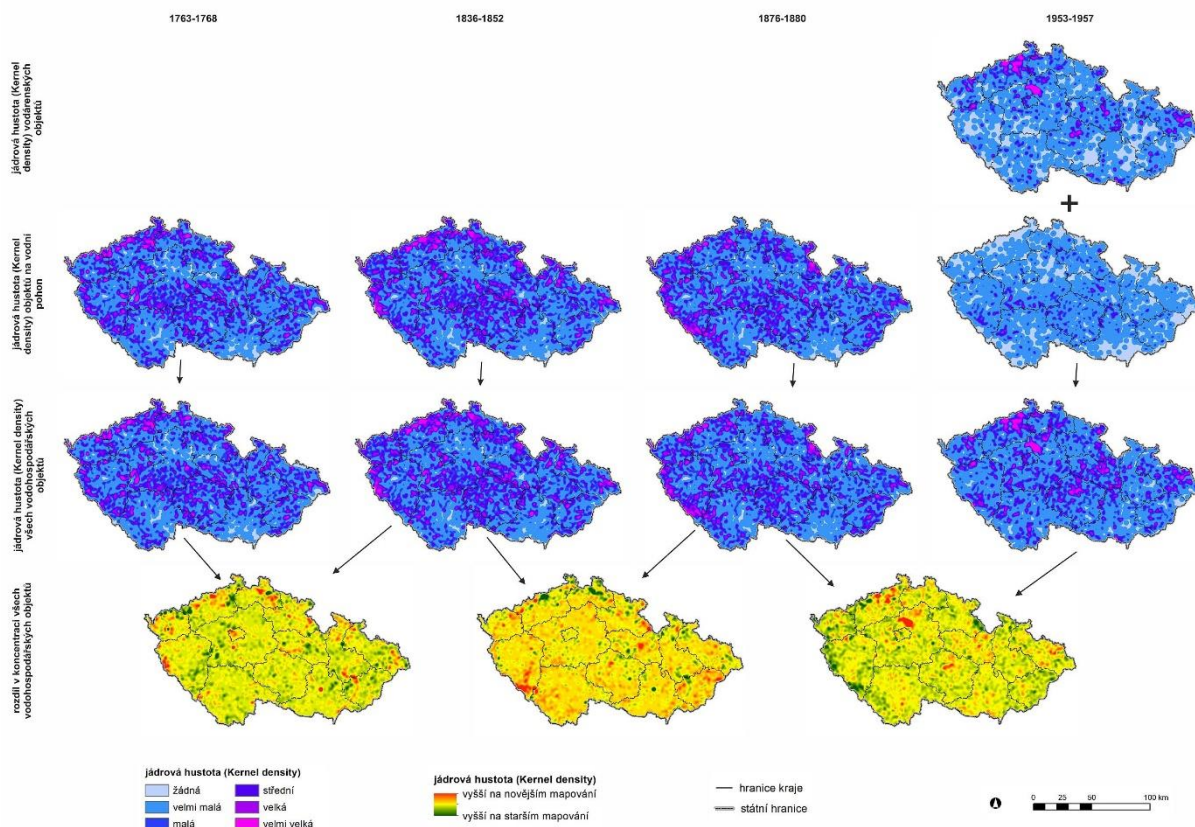 1763-1768
1836-1852
1876-1880
1953-1957
jádrová hustota (Kernel
density) vodárenských
objektů
+
jádrová hustota (Kernel
density) objektů na vodní
pohon
jádrová hustota (Kernel density)
všech vodohospodářských
objektů
rozdíl v koncentraci všech
vodohospodářských objektů
jádrová hustota (Kernel density)
žádná
velmi malá
malá
střední
velká
velmi velká
jádrová hustota (Kernel density)
vyšší na novějším mapování
vyšší na starším mapování
hranice kraje
státní hranice
0 25 50 100 km